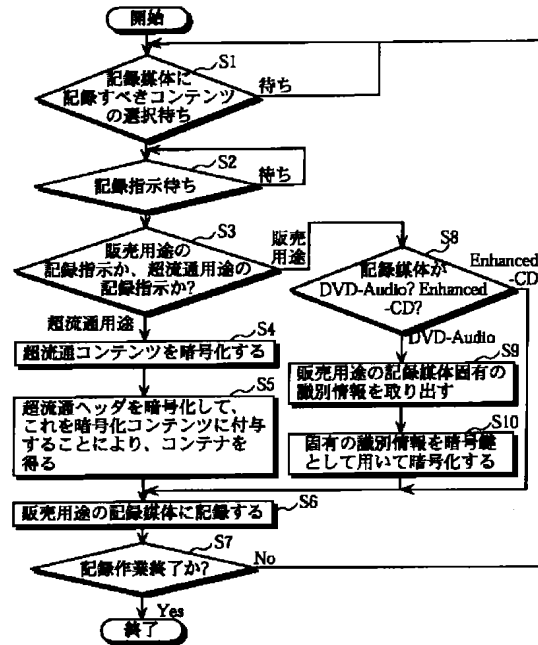 開始
S1
記録媒体に
記録すべきコンテンツ
の選択待ち
待ち
S2
記録指示待ち
待ち
S3
販売用途の
記録指示か、超流通用途の
記録指示か?
販売
用途
超流通用途
S8
記録媒体が
DVD-Audio? Enhanced
-CD?
Enhanced
-CD
DVD-Audio
S4
超流通コンテンツを暗号化する
S9
販売用途の記録媒体固有の
識別情報を取り出す
S5
超流通ヘッダを暗号化して、
これを暗号化コンテンツに付与
することにより、コンテナを
得る
S10
固有の識別情報を暗号鍵
として用いて暗号化する
S6
販売用途の記録媒体に記録する
S7
記録作業終了か?
No
Yes
終了